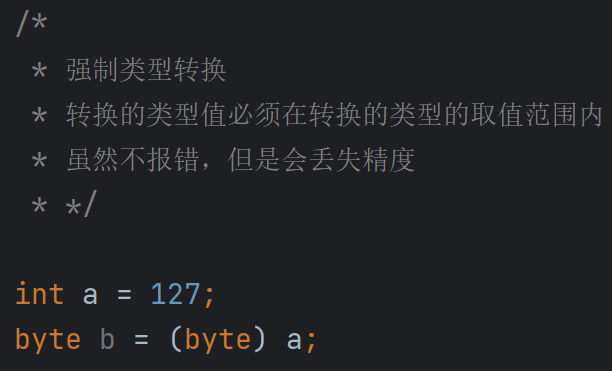 /*
 * 强制类型转换
 * 转换的类型值必须在转换的类型的取值范围内
 * 虽然不报错，但是会丢失精度
 * */
int a = 127;
byte b = (byte) a;